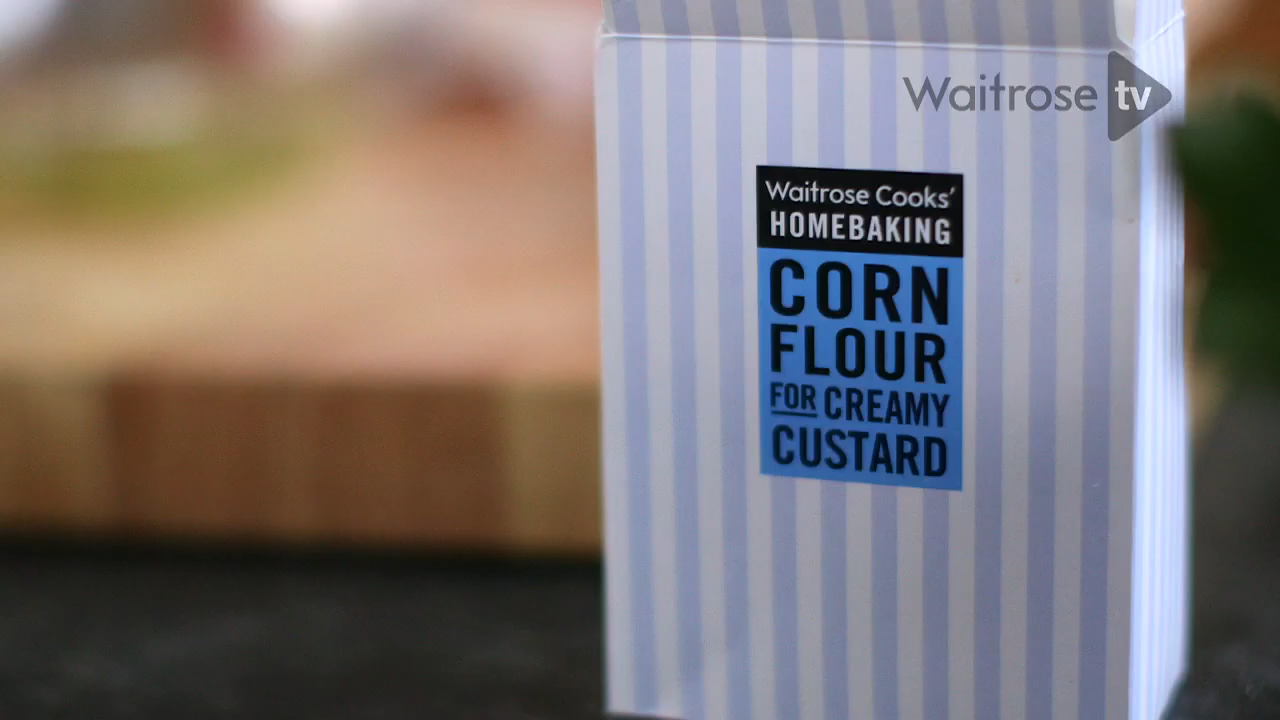 Waitrose tv
Waitrose Cooks'
HOMEBAKING
CORN
FLOUR
FOR CREAMY
CUSTARD